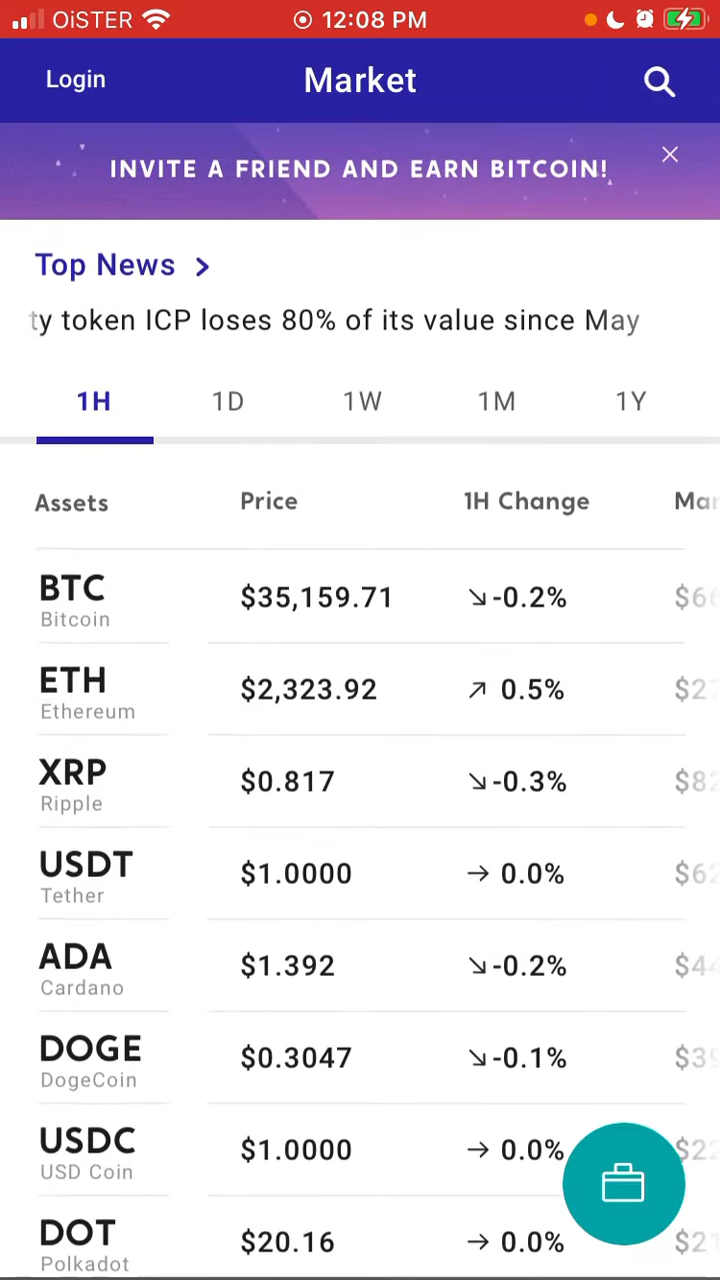 OiSTER 12:08 PM
Login Market
INVITE A FRIEND AND EARN BITCOIN!
Top News
token ICP loses 80% of its value since May
1H 1D 1W 1M 1Y
Assets Price 1H Change
BTC $35,159.71 -0.2%
Bitcoin
ETH $2,323.92 0.5%
Ethereum
XRP $0.817 -0.3%
Ripple
USDT $1.0000 0.0%
Tether
ADA $1.392 -0.2%
Cardano
DOGE $0.3047 -0.1%
DogeCoin
USDC $1.0000 0.0%
USD Coin
DOT $20.16 0.0%
Polkadot